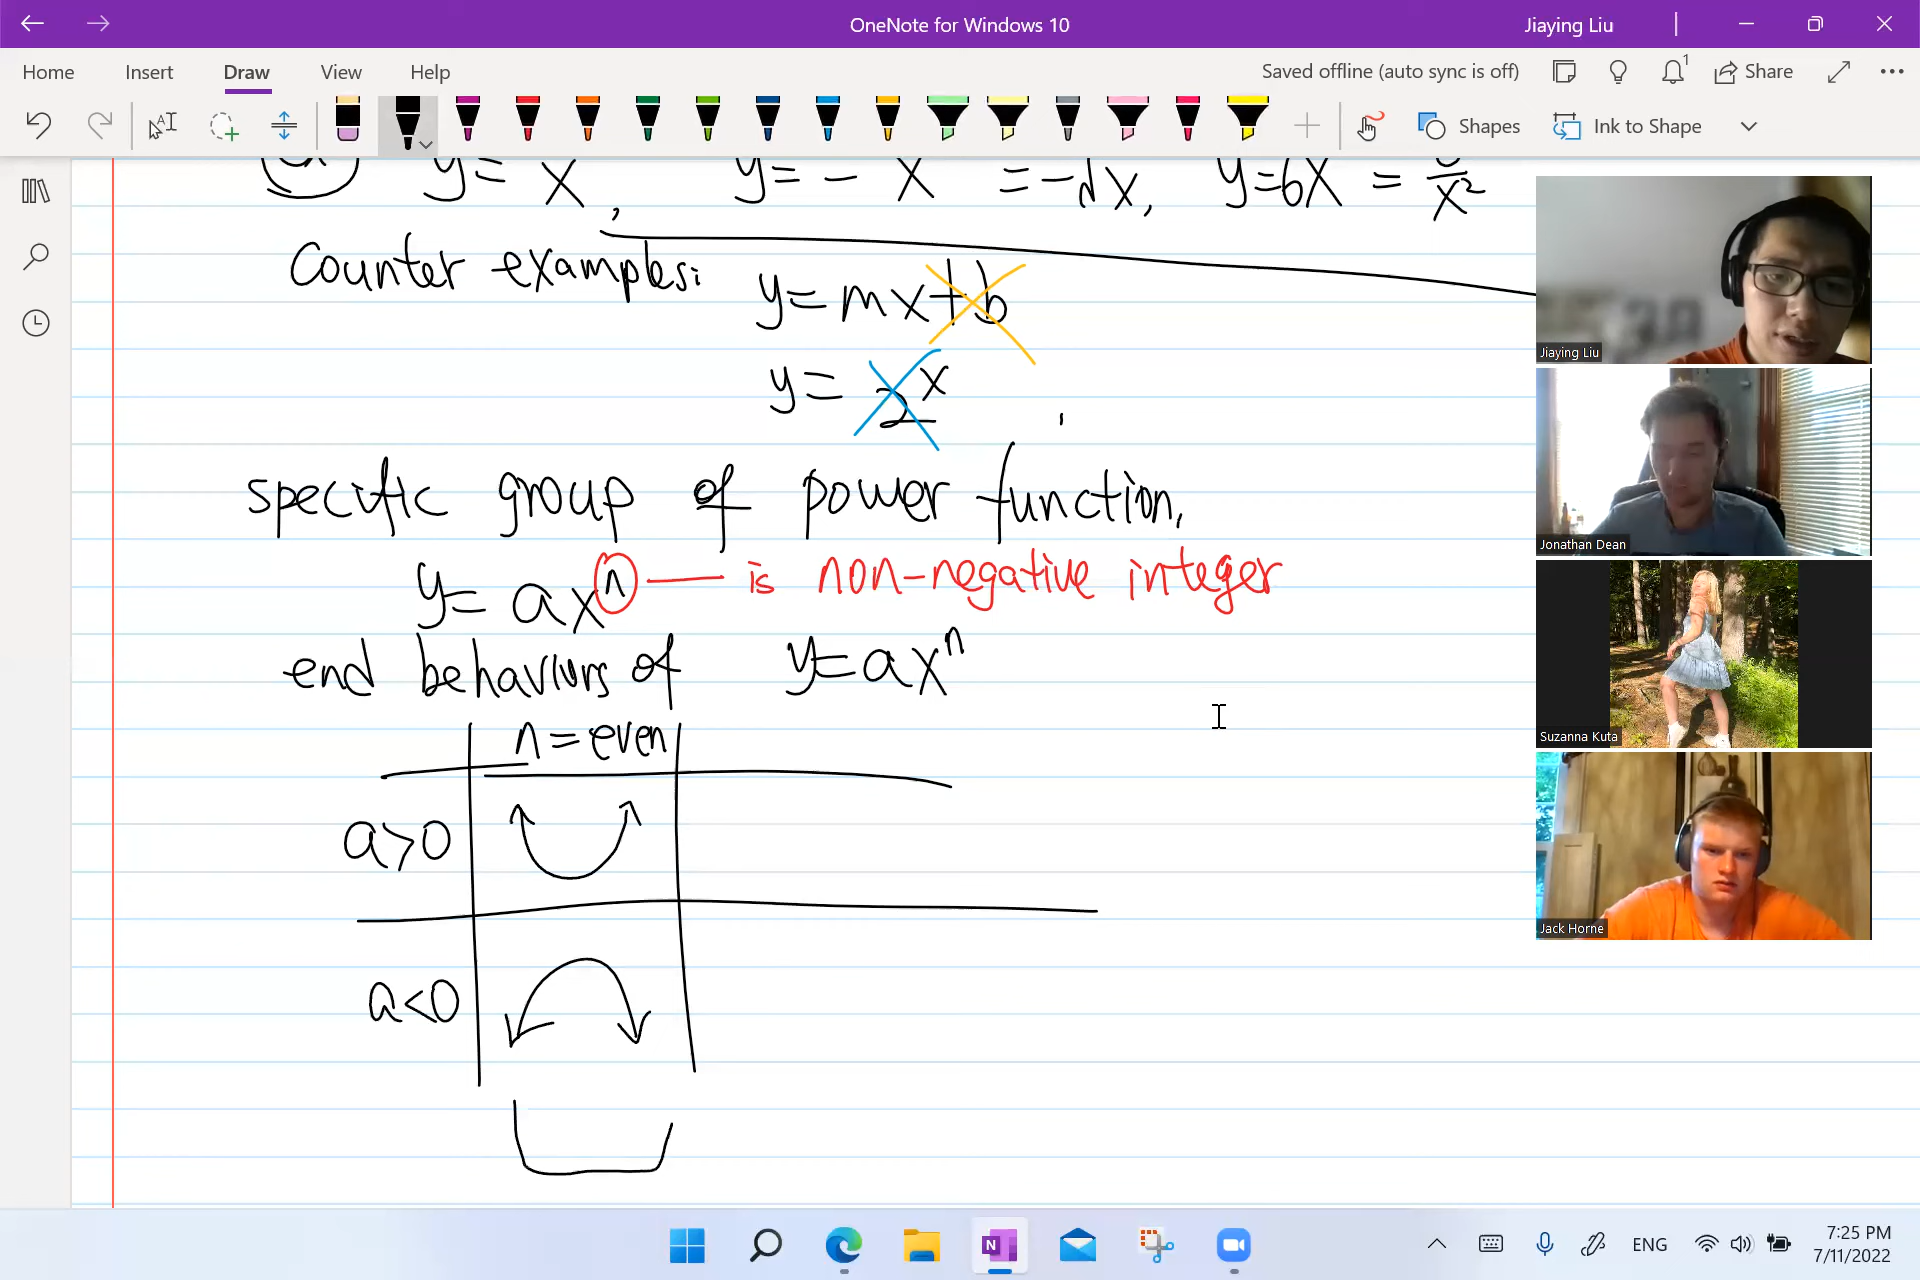 OneNote for Windows 10
Jiaying Liu
Home Insert Draw View Help
Saved offline (auto sync is off)
1
Share
Shapes
Ink to Shape
y = x , y = - x = -√x, y = 6x = /x²
Counter examples:
y = mx + b
y = 2^x
specific group of power function.
y = ax^n — is non-negative integer
end behaviors of y = ax^n
n = even
a > 0
a < 0
Jiaying Liu
Jonathan Dean
Suzanna Kuta
Jack Horne
ENG
7:25 PM
7/11/2022